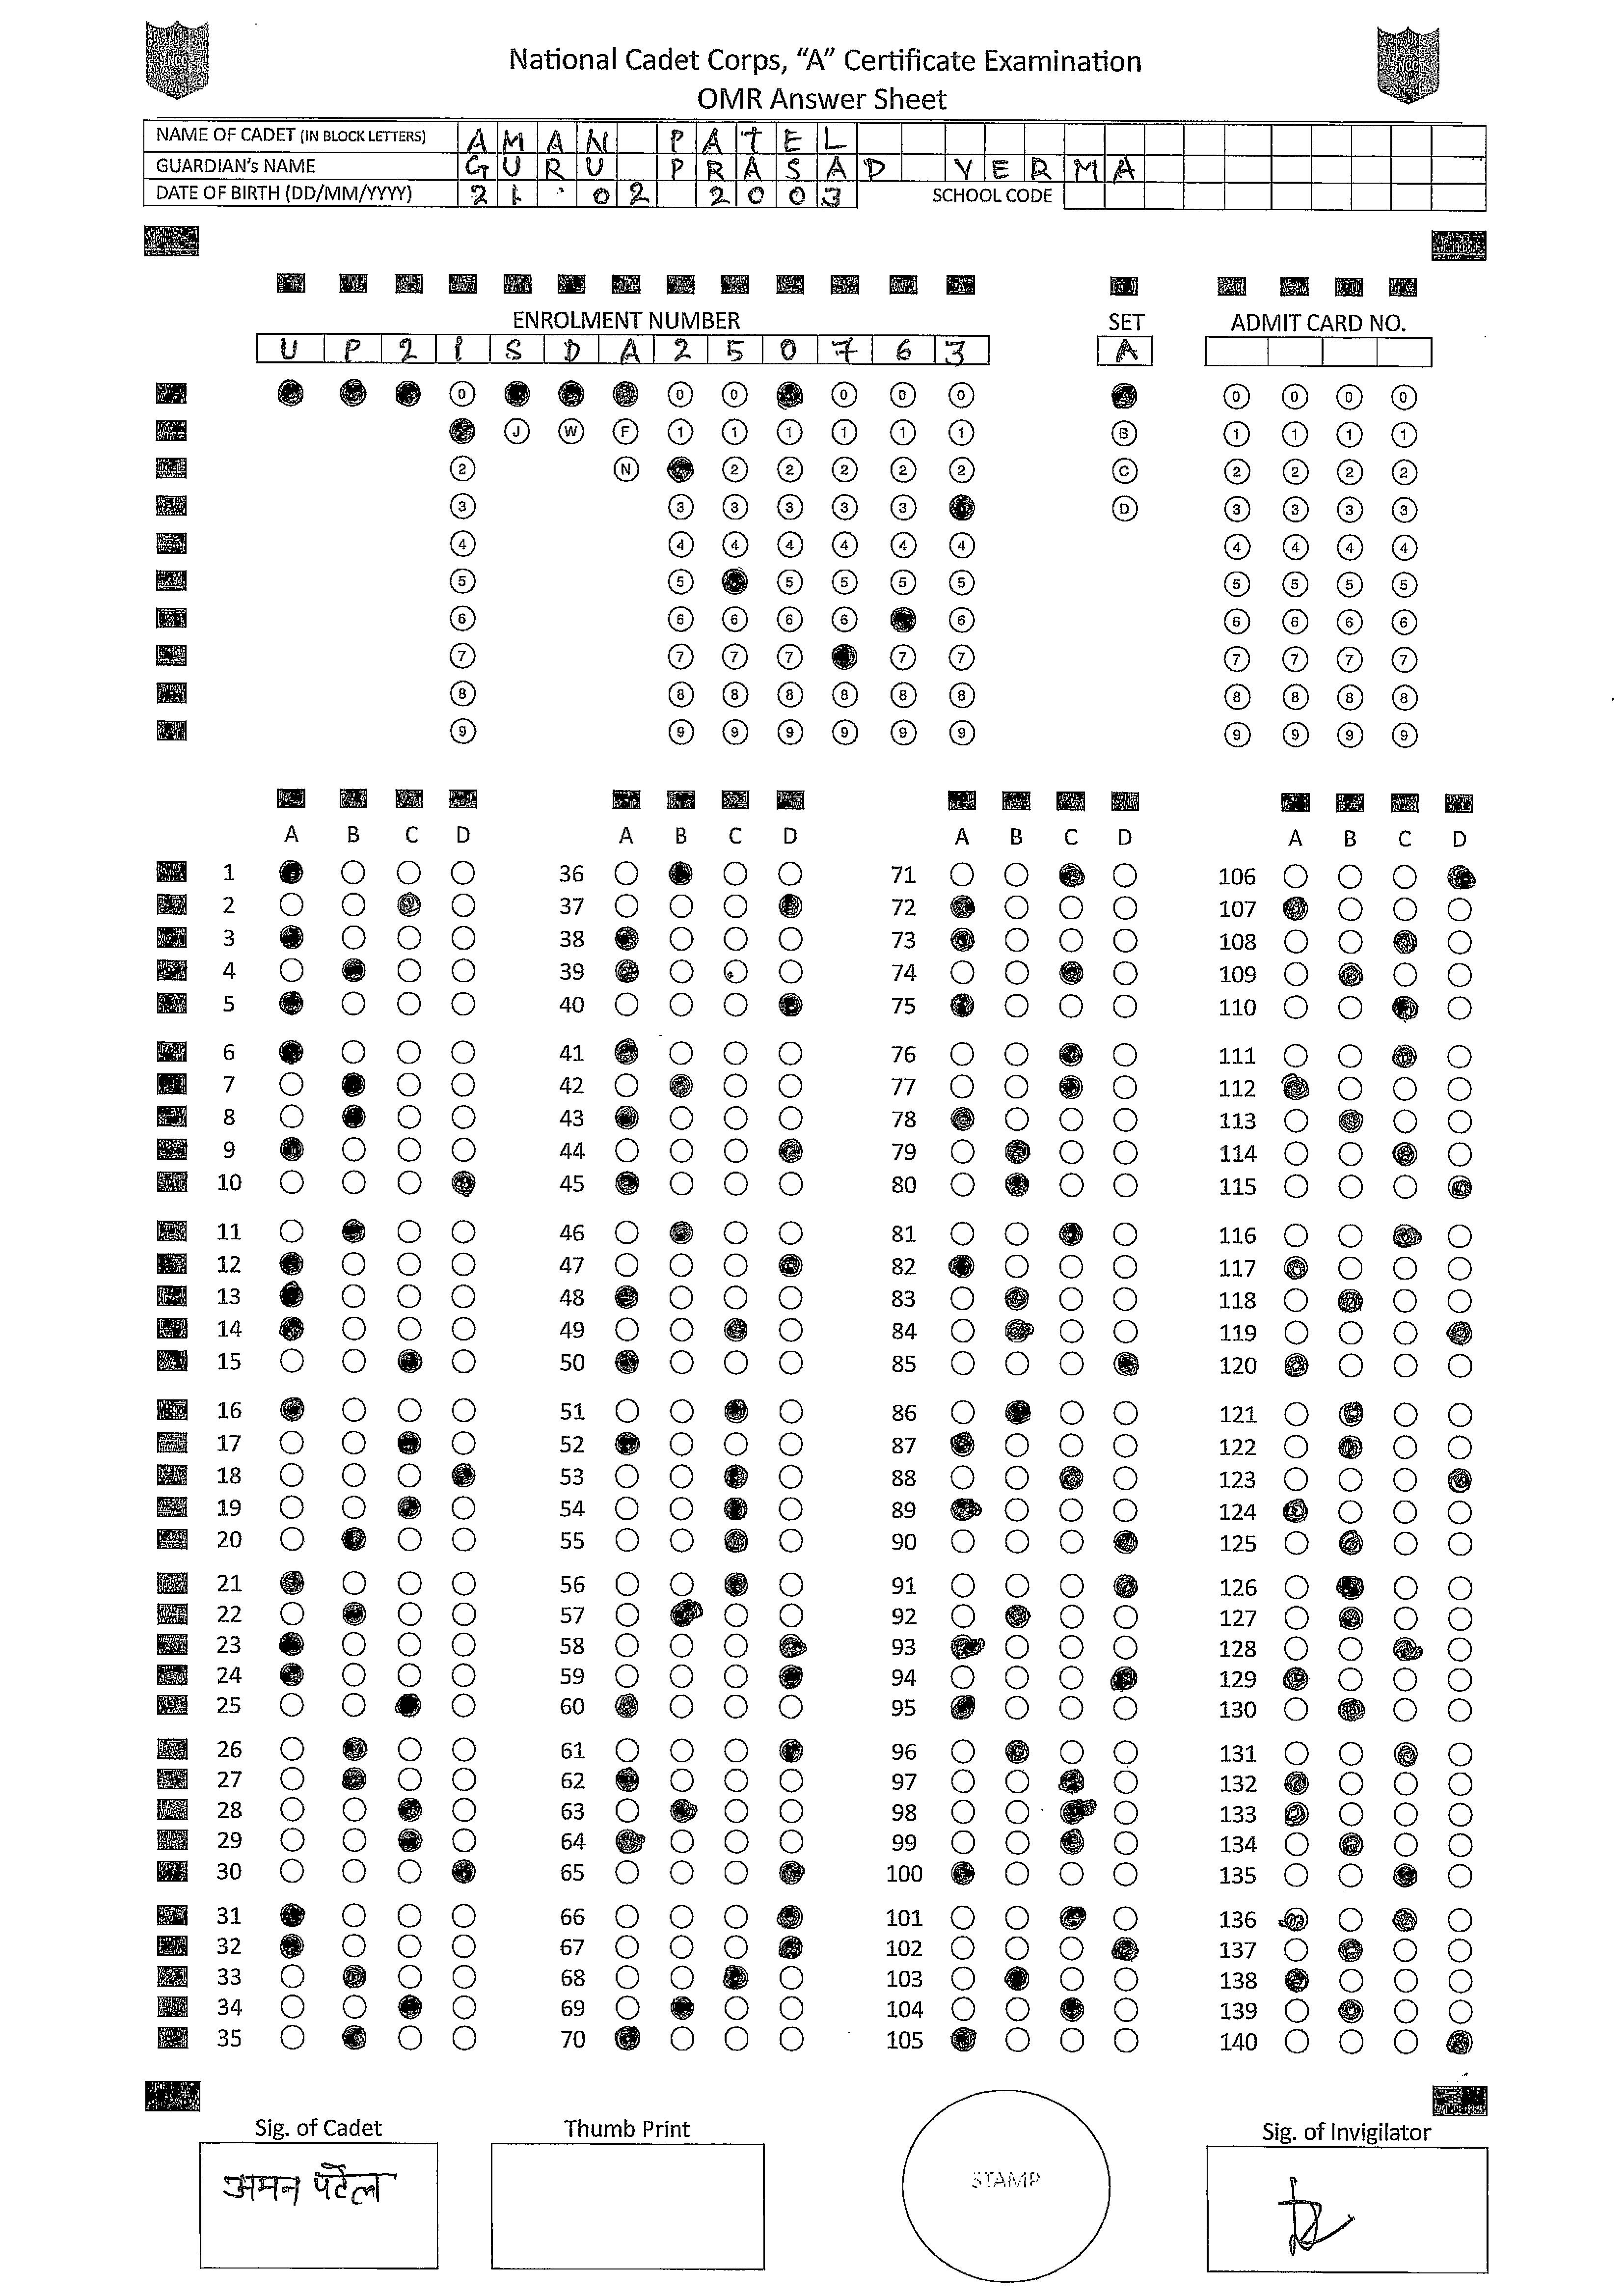 NCC NCC
National Cadet Corps, “A” Certificate Examination
OMR Answer Sheet
NAME OF CADET (IN BLOCK LETTERS) AMAN PATEL
GUARDIAN's NAME GURU PRASAD VERMA
DATE OF BIRTH (DD/MM/YYYY) 21 02 2003 SCHOOL CODE
ENROLMENT NUMBER SET ADMIT CARD NO.
U P 2 1 S D A 2 5 0 7 6 3 A
0 0 0 0 0 0 0 0 0 0
1 J W F 1 1 1 1 1 1 B 1 1 1 1
2 N 2 2 2 2 2 C 2 2 2 2
3 3 3 3 3 3 D 3 3 3 3
4 4 4 4 4 4 4 4 4 4 4
5 5 5 5 5 5 5 5 5 5
6 6 6 6 6 6 6 6 6 6
7 7 7 7 7 7 7 7 7 7
8 8 8 8 8 8 8 8 8 8 8
9 9 9 9 9 9 9 9 9 9 9
A B C D A B C D A B C D A B C D
1 36 71 106
2 37 72 107
3 38 73 108
4 39 74 109
5 40 75 110
6 41 76 111
7 42 77 112
8 43 78 113
9 44 79 114
10 45 80 115
11 46 81 116
12 47 82 117
13 48 83 118
14 49 84 119
15 50 85 120
16 51 86 121
17 52 87 122
18 53 88 123
19 54 89 124
20 55 90 125
21 56 91 126
22 57 92 127
23 58 93 128
24 59 94 129
25 60 95 130
26 61 96 131
27 62 97 132
28 63 98 133
29 64 99 134
30 65 100 135
31 66 101 136
32 67 102 137
33 68 103 138
34 69 104 139
35 70 105 140
Sig. of Cadet Thumb Print Sig. of Invigilator
अमन पटेल STAMP